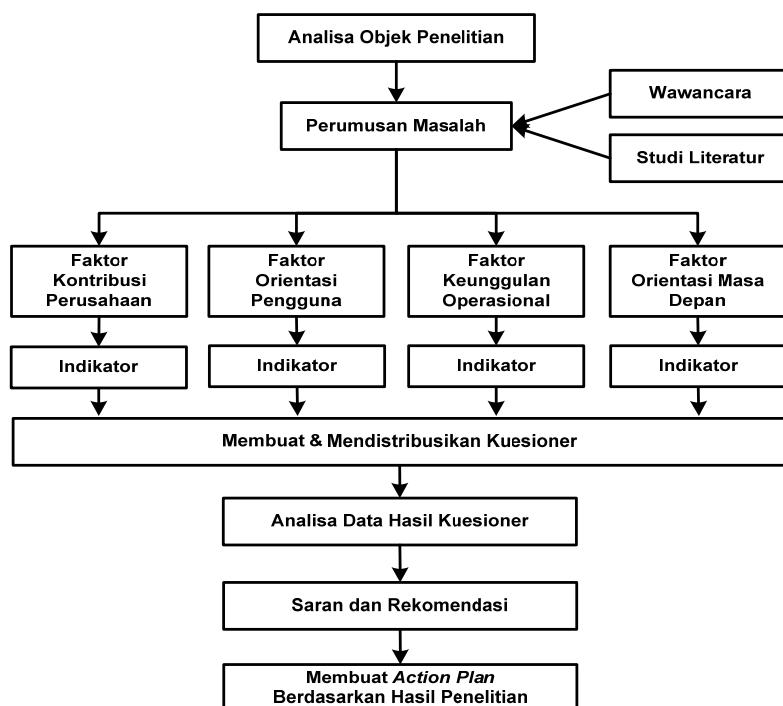 Analisa Objek Penelitian
Wawancara
Perumusan Masalah
Studi Literatur
Faktor
Kontribusi
Perusahaan
Faktor
Orientasi
Pengguna
Faktor
Keunggulan
Operasional
Faktor
Orientasi Masa
Depan
Indikator
Indikator
Indikator
Indikator
Membuat & Mendistribusikan Kuesioner
Analisa Data Hasil Kuesioner
Saran dan Rekomendasi
Membuat Action Plan
Berdasarkan Hasil Penelitian